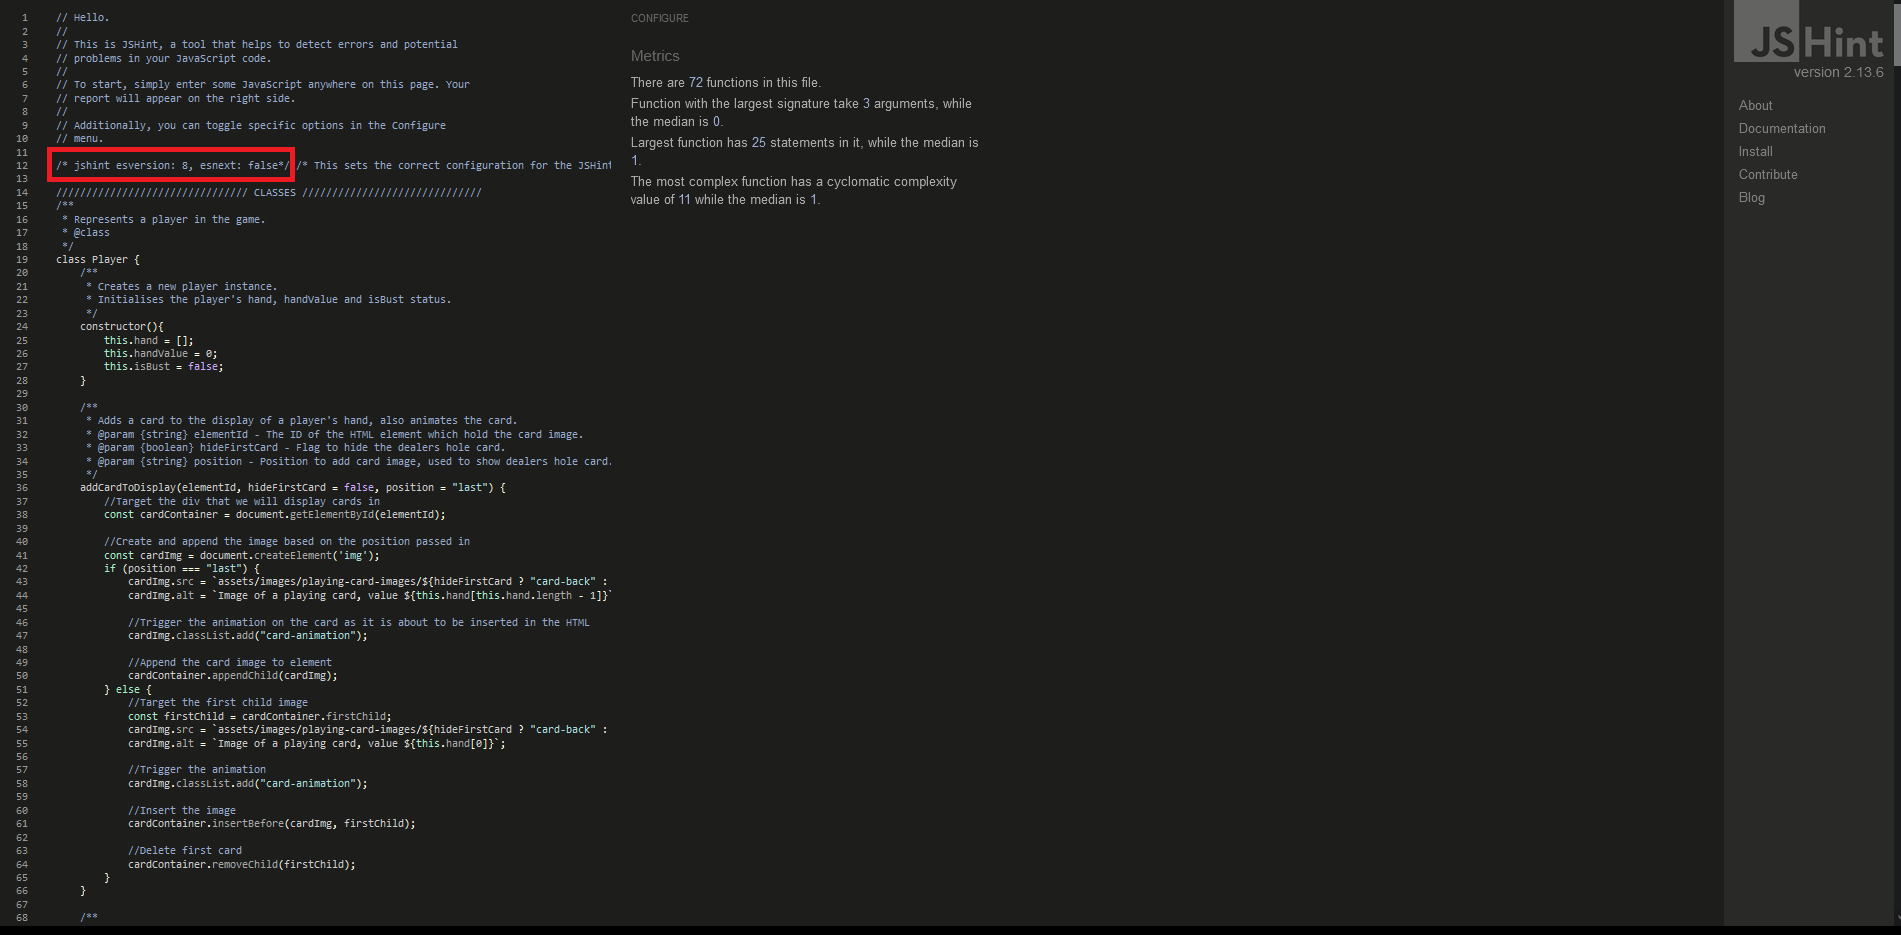 1 // Hello.
2 //
3 // This is JSHint, a tool that helps to detect errors and potential
4 // problems in your JavaScript code.
5 //
6 // To start, simply enter some JavaScript anywhere on this page. Your
7 // report will appear on the right side.
8 //
9 // Additionally, you can toggle specific options in the Configure
10 // menu.
11
12 /* jshint esversion: 8, esnext: false*/ /* This sets the correct configuration for the JSHint
13
14 //////////////////////////////// CLASSES //////////////////////////////
15 /**
16 * Represents a player in the game.
17 * @class
18 */
19 class Player {
20 /**
21 * Creates a new player instance.
22 * Initialises the player's hand, handValue and isBust status.
23 */
24 constructor(){
25 this.hand = [];
26 this.handValue = 0;
27 this.isBust = false;
28 }
29
30 /**
31 * Adds a card to the display of a player's hand, also animates the card.
32 * @param {string} elementId - The ID of the HTML element which hold the card image.
33 * @param {boolean} hideFirstCard - Flag to hide the dealers hole card.
34 * @param {string} position - Position to add card image, used to show dealers hole card.
35 */
36 addCardToDisplay(elementId, hideFirstCard = false, position = "last") {
37 //Target the div that we will display cards in
38 const cardContainer = document.getElementById(elementId);
39
40 //Create and append the image based on the position passed in
41 const cardImg = document.createElement('img');
42 if (position === "last") {
43 cardImg.src = `assets/images/playing-card-images/${hideFirstCard ? "card-back" :
44 cardImg.alt = `Image of a playing card, value ${this.hand[this.hand.length - 1]}`
45
46 //Trigger the animation on the card as it is about to be inserted in the HTML
47 cardImg.classList.add("card-animation");
48
49 //Append the card image to element
50 cardContainer.appendChild(cardImg);
51 } else {
52 //Target the first child image
53 const firstChild = cardContainer.firstChild;
54 cardImg.src = `assets/images/playing-card-images/${hideFirstCard ? "card-back" :
55 cardImg.alt = `Image of a playing card, value ${this.hand[0]}`;
56
57 //Trigger the animation
58 cardImg.classList.add("card-animation");
59
60 //Insert the image
61 cardContainer.insertBefore(cardImg, firstChild);
62
63 //Delete first card
64 cardContainer.removeChild(firstChild);
65 }
66 }
67
68 /**
CONFIGURE
Metrics
There are 72 functions in this file.
Function with the largest signature take 3 arguments, while
the median is 0.
Largest function has 25 statements in it, while the median is
1.
The most complex function has a cyclomatic complexity
value of 11 while the median is 1.
JSHint
version 2.13.6
About
Documentation
Install
Contribute
Blog